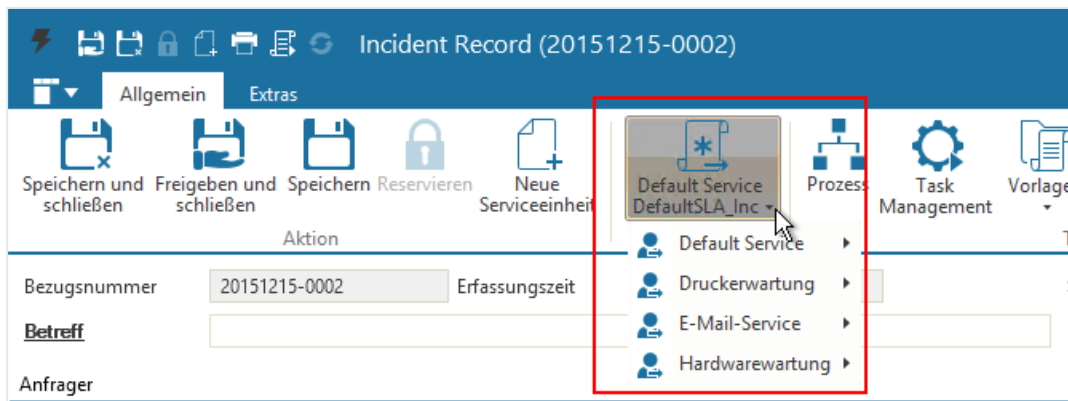 Incident Record (20151215-0002)
Allgemein Extras
Speichern und schließen
Freigeben und schließen
Speichern
Reservieren
Neue Serviceeinheit
Default Service
DefaultSLA_Inc
Prozess
Task Management
Vorlage
Aktion
Default Service
Druckerwartung
E-Mail-Service
Hardwarewartung
Bezugsnummer 20151215-0002 Erfassungszeit
Betreff
Anfrager